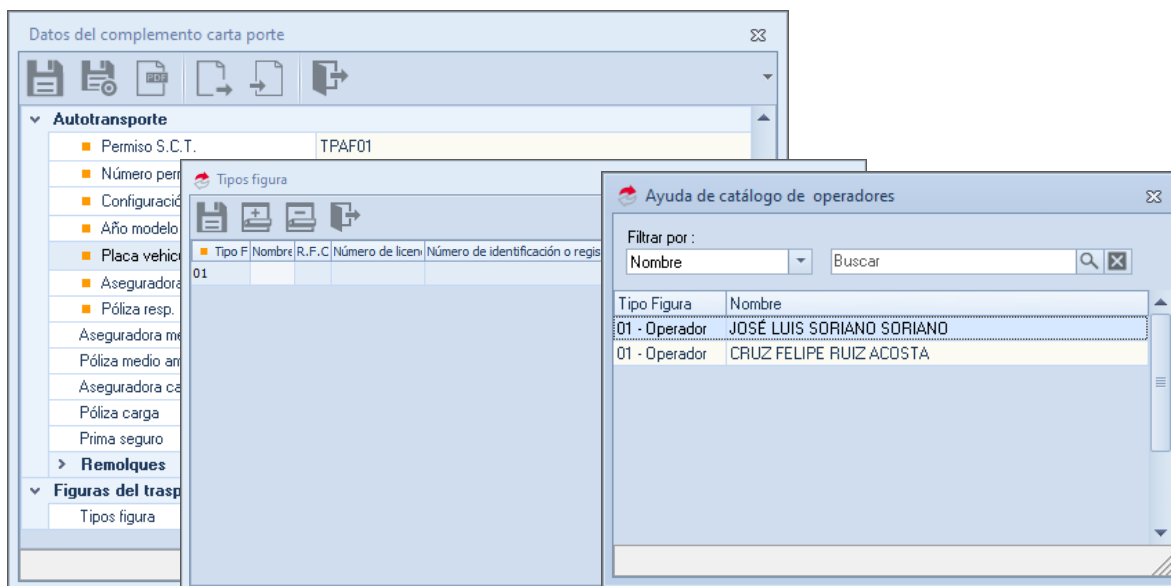 Datos del complemento carta porte
PDF
Autotransporte
Permiso S.C.T. TPAF01
Número perm
Configuració
Año modelo
Placa vehicu
Aseguradora
Póliza resp.
Aseguradora me
Póliza medio am
Aseguradora ca
Póliza carga
Prima seguro
Remolques
Figuras del trasp
Tipos figura
Tipos figura
Tipo F Nombre R.F.C Número de licen Número de identificación o regis
01
Ayuda de catálogo de operadores
Filtrar por :
Nombre Buscar
Tipo Figura Nombre
01 - Operador JOSÉ LUIS SORIANO SORIANO
01 - Operador CRUZ FELIPE RUIZ ACOSTA